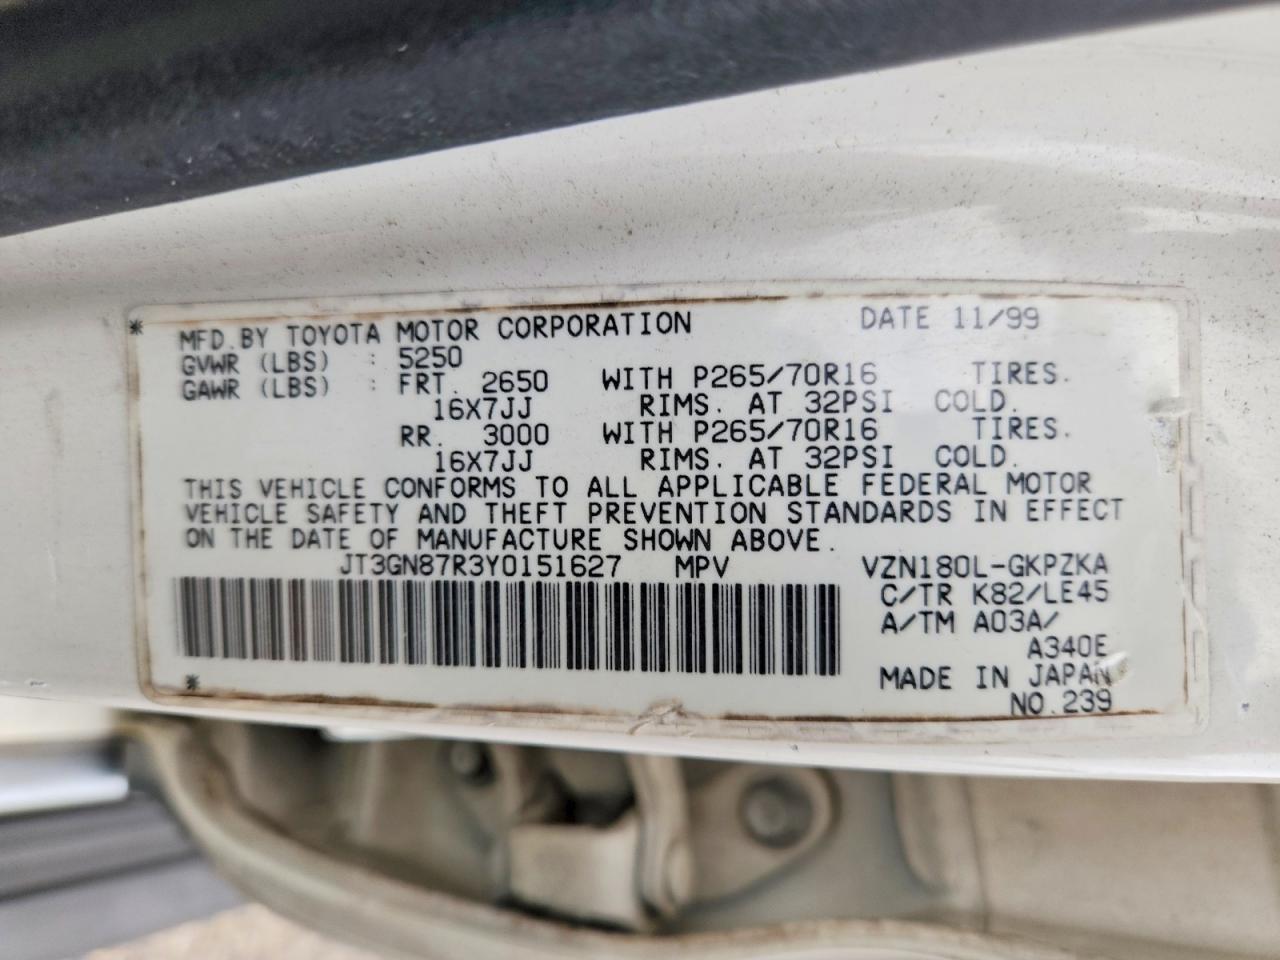 * MFD.BY TOYOTA MOTOR CORPORATION DATE 11/99
GVWR (LBS) : 5250
GAWR (LBS) : FRT. 2650 WITH P265/70R16 TIRES.
16X7JJ RIMS. AT 32PSI COLD.
RR. 3000 WITH P265/70R16 TIRES.
16X7JJ RIMS. AT 32PSI COLD.
THIS VEHICLE CONFORMS TO ALL APPLICABLE FEDERAL MOTOR
VEHICLE SAFETY AND THEFT PREVENTION STANDARDS IN EFFECT
ON THE DATE OF MANUFACTURE SHOWN ABOVE.
JT3GN87R3Y0151627 MPV VZN180L-GKPZKA
C/TR K82/LE45
A/TM A03A/
A340E
MADE IN JAPAN
* NO.239